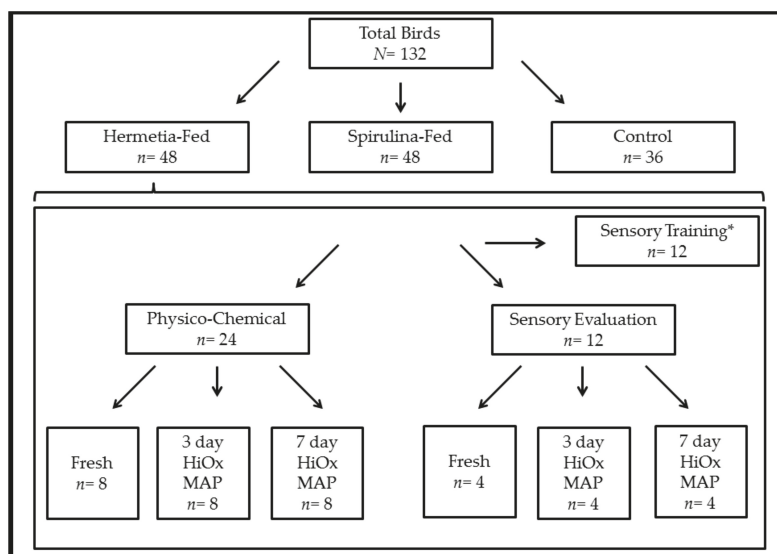 Total Birds
N= 132
Hermetia-Fed
n= 48
Spirulina-Fed
n= 48
Control
n= 36
Sensory Training*
n= 12
Physico-Chemical
n= 24
Sensory Evaluation
n= 12
Fresh
n= 8
3 day
HiOx
MAP
n= 8
7 day
HiOx
MAP
n= 8
Fresh
n= 4
3 day
HiOx
MAP
n= 4
7 day
HiOx
MAP
n= 4